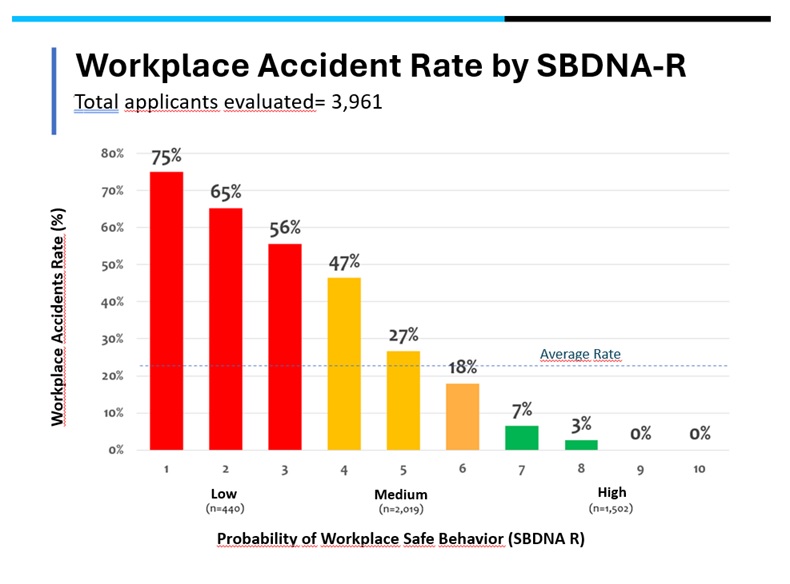 Workplace Accident Rate by SBDNA-R
Total applicants evaluated= 3,961
Workplace Accidents Rate (%)
80%
70%
60%
50%
40%
30%
20%
10%
0%
75%
65%
56%
47%
27%
18%
7%
3%
0%
0%
Average Rate
1 2 3 4 5 6 7 8 9 10
Low Medium High
(n=440) (n=2,019) (n=1,502)
Probability of Workplace Safe Behavior (SBDNA R)